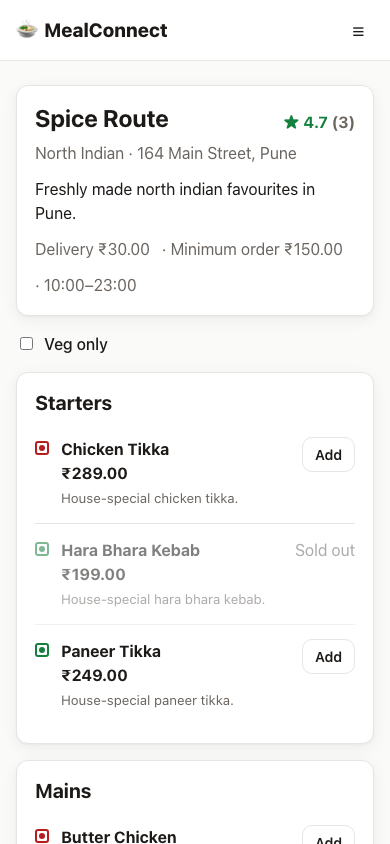 MealConnect
≡
Spice Route
★ 4.7 (3)
North Indian · 164 Main Street, Pune
Freshly made north indian favourites in
Pune.
Delivery ₹30.00 · Minimum order ₹150.00
· 10:00–23:00
Veg only
Starters
Chicken Tikka
Add
₹289.00
House-special chicken tikka.
Hara Bhara Kebab
Sold out
₹199.00
House-special hara bhara kebab.
Paneer Tikka
Add
₹249.00
House-special paneer tikka.
Mains
Butter Chicken
Add